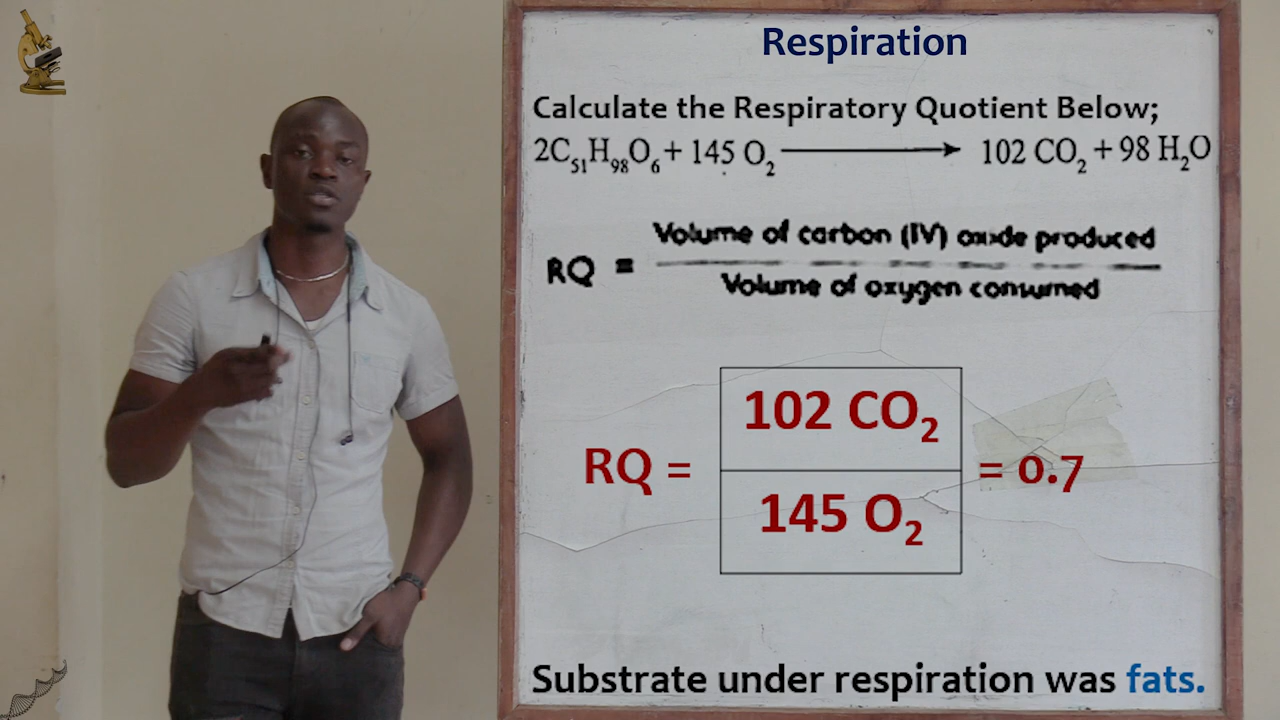 Respiration
Calculate the Respiratory Quotient Below;
2C₅₁H₉₈O₆ + 145 O₂ ⟶ 102 CO₂ + 98 H₂O
Volume of carbon (IV) oxide produced
RQ =
Volume of oxygen consumed
102 CO₂
RQ = = 0.7
145 O₂
Substrate under respiration was fats.